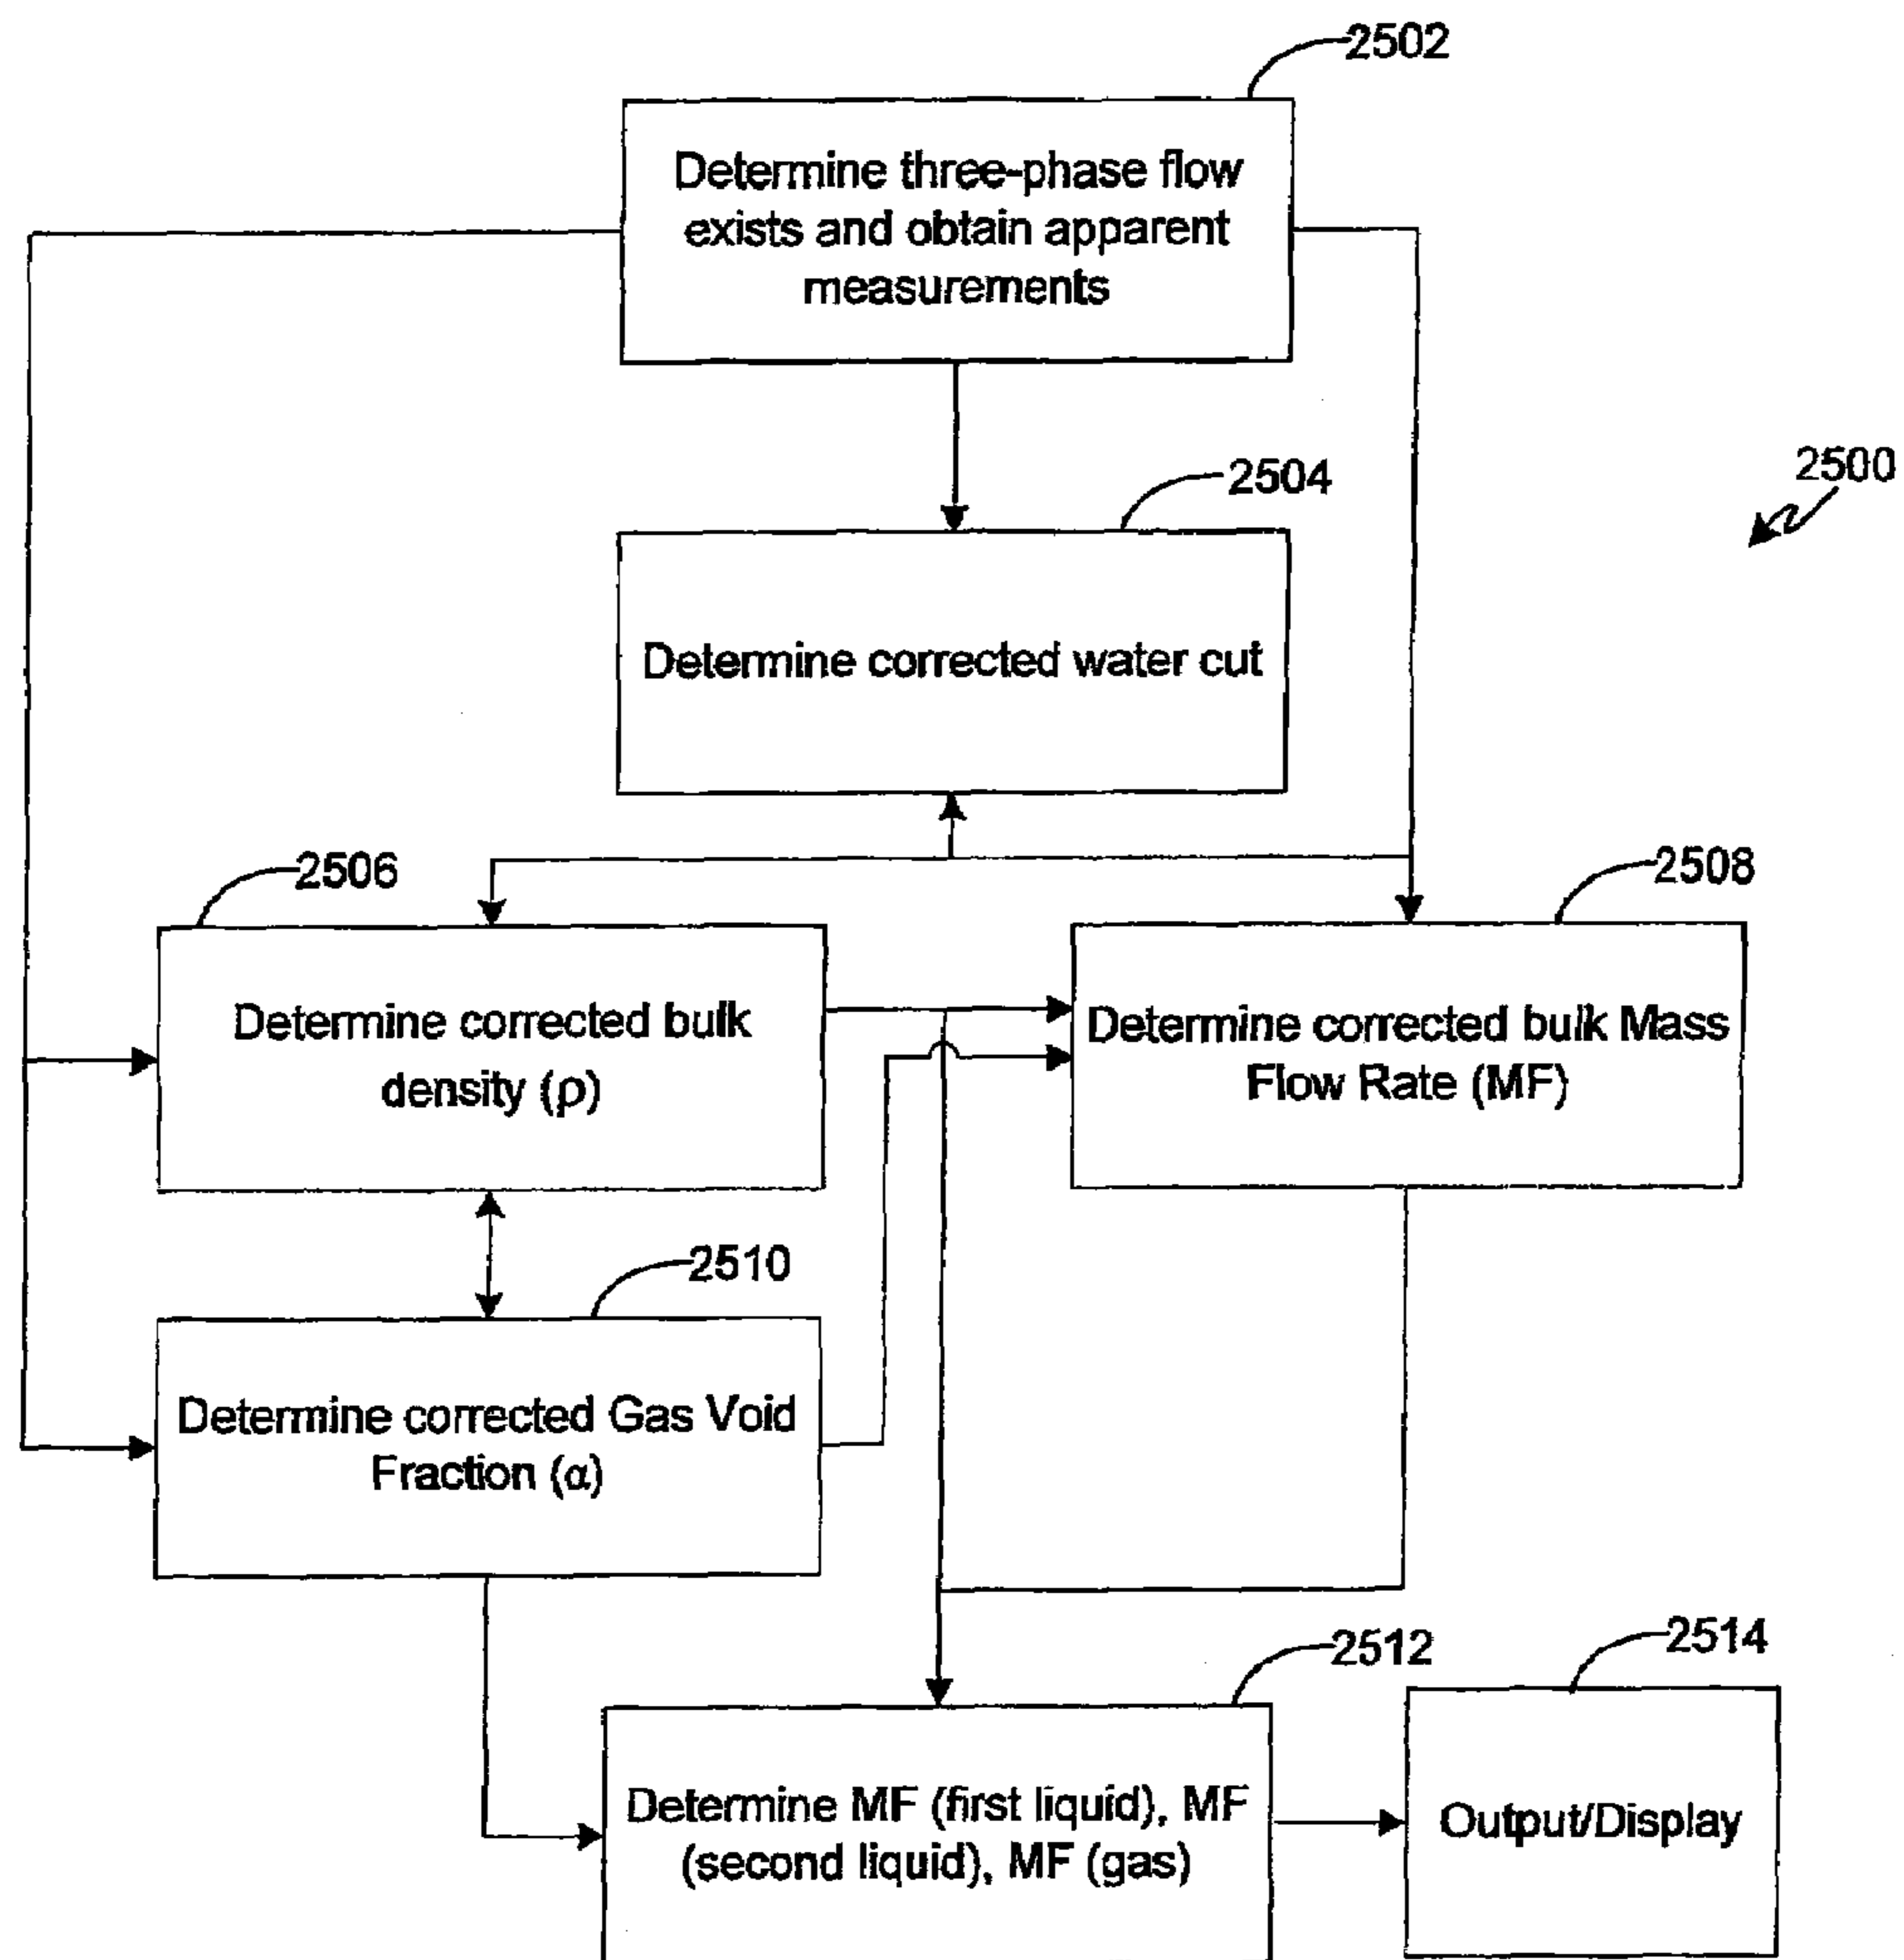 2502
Determine three-phase flow
exists and obtain apparent
measurements
2500
2504
Determine corrected water cut
2506
2508
Determine corrected bulk
density (ρ)
Determine corrected bulk Mass
Flow Rate (MF)
2510
Determine corrected Gas Void
Fraction (α)
2512
2514
Determine MF (first liquid), MF
(second liquid), MF (gas)
Output/Display